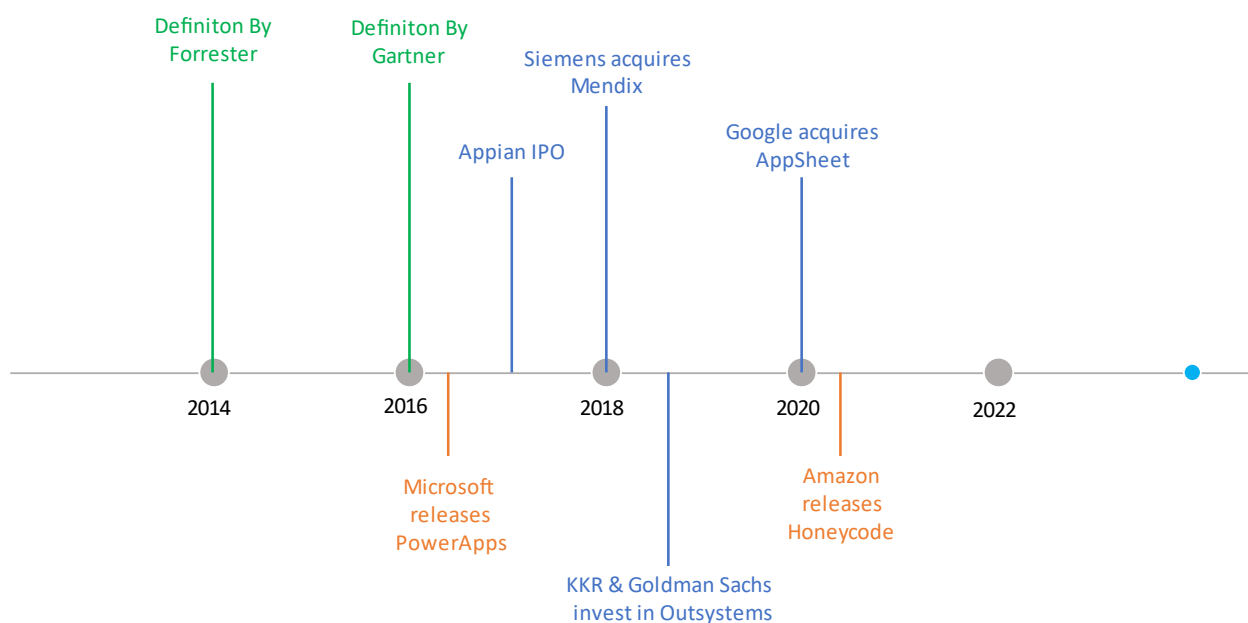 Definiton By
Forrester
Definiton By
Gartner
Siemens acquires
Mendix
Appian IPO
Google acquires
AppSheet
2014
2016
2018
2020
2022
Microsoft
releases
PowerApps
Amazon
releases
Honeycode
KKR & Goldman Sachs
invest in Outsystems